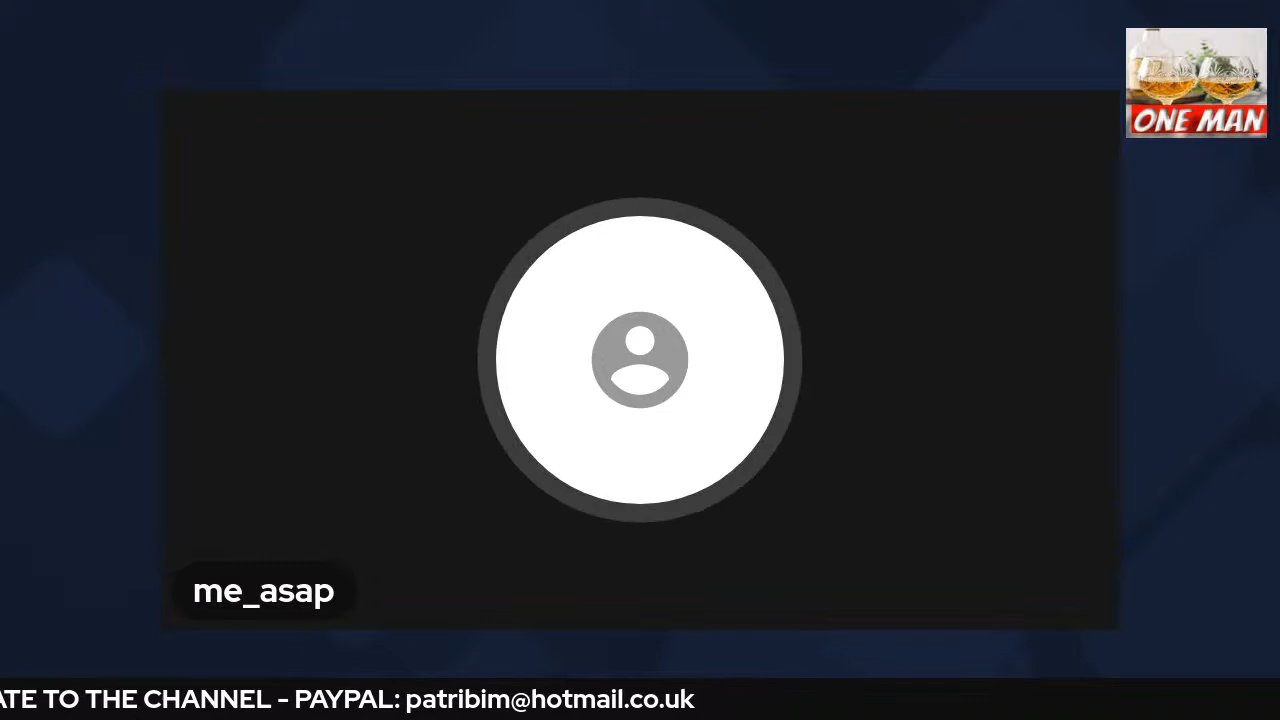 ONE MAN
me_asap
ATE TO THE CHANNEL - PAYPAL: patribim@hotmail.co.uk